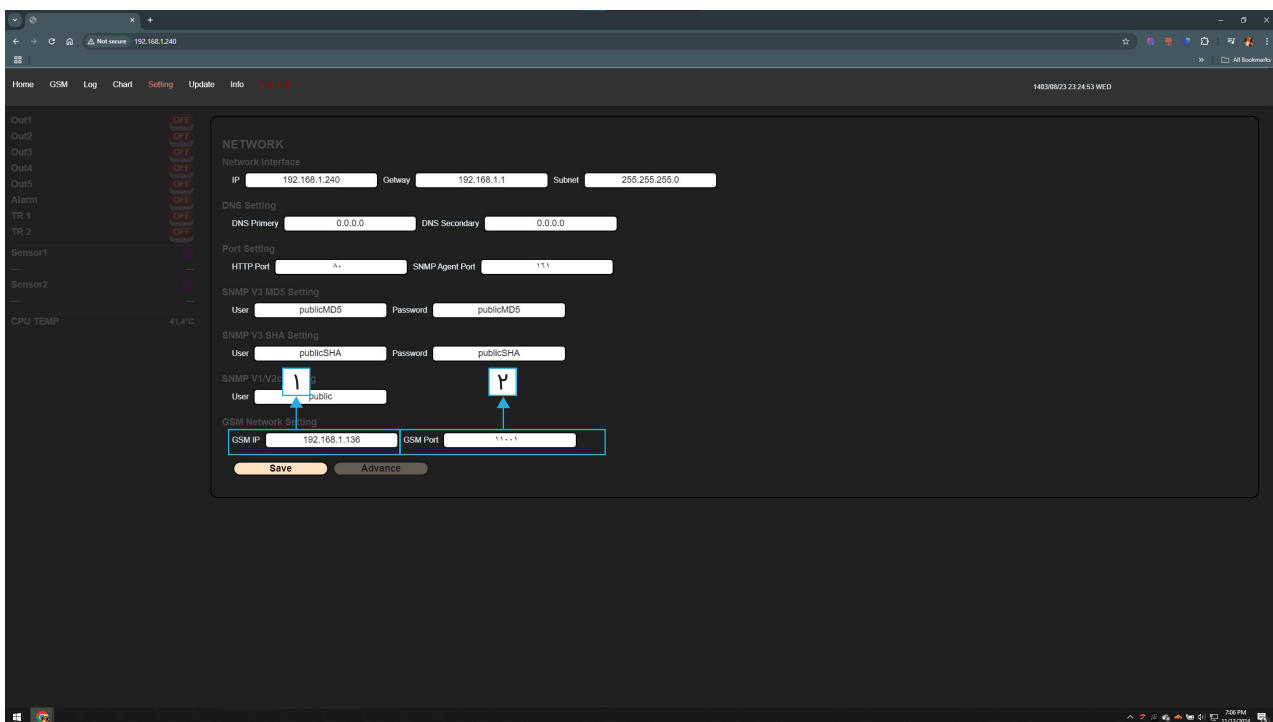 Not secure 192.168.1.240
All Bookmarks
Home GSM Log Chart Setting Update Info
1403/08/23 23:24:53 WED
Out1 OFF
Out2 OFF
Out3 OFF
Out4 OFF
Out5 OFF
Alarm OFF
TR 1 OFF
TR 2 OFF
Sensor1
--- ---
Sensor2
--- ---
CPU TEMP 41.4°C
NETWORK
Network Interface
IP 192.168.1.240 Getway 192.168.1.1 Subnet 255.255.255.0
DNS Setting
DNS Primery 0.0.0.0 DNS Secondary 0.0.0.0
Port Setting
HTTP Port ۸۰ SNMP Agent Port ۱۶۱
SNMP V3 MD5 Setting
User publicMD5 Password publicMD5
SNMP V3 SHA Setting
User publicSHA Password publicSHA
SNMP V1/V2c
۱ ۲
User public
GSM Network Setting
GSM IP 192.168.1.136 GSM Port ۱۱۰۰۱
Save Advance
7:06 PM
11/13/2024